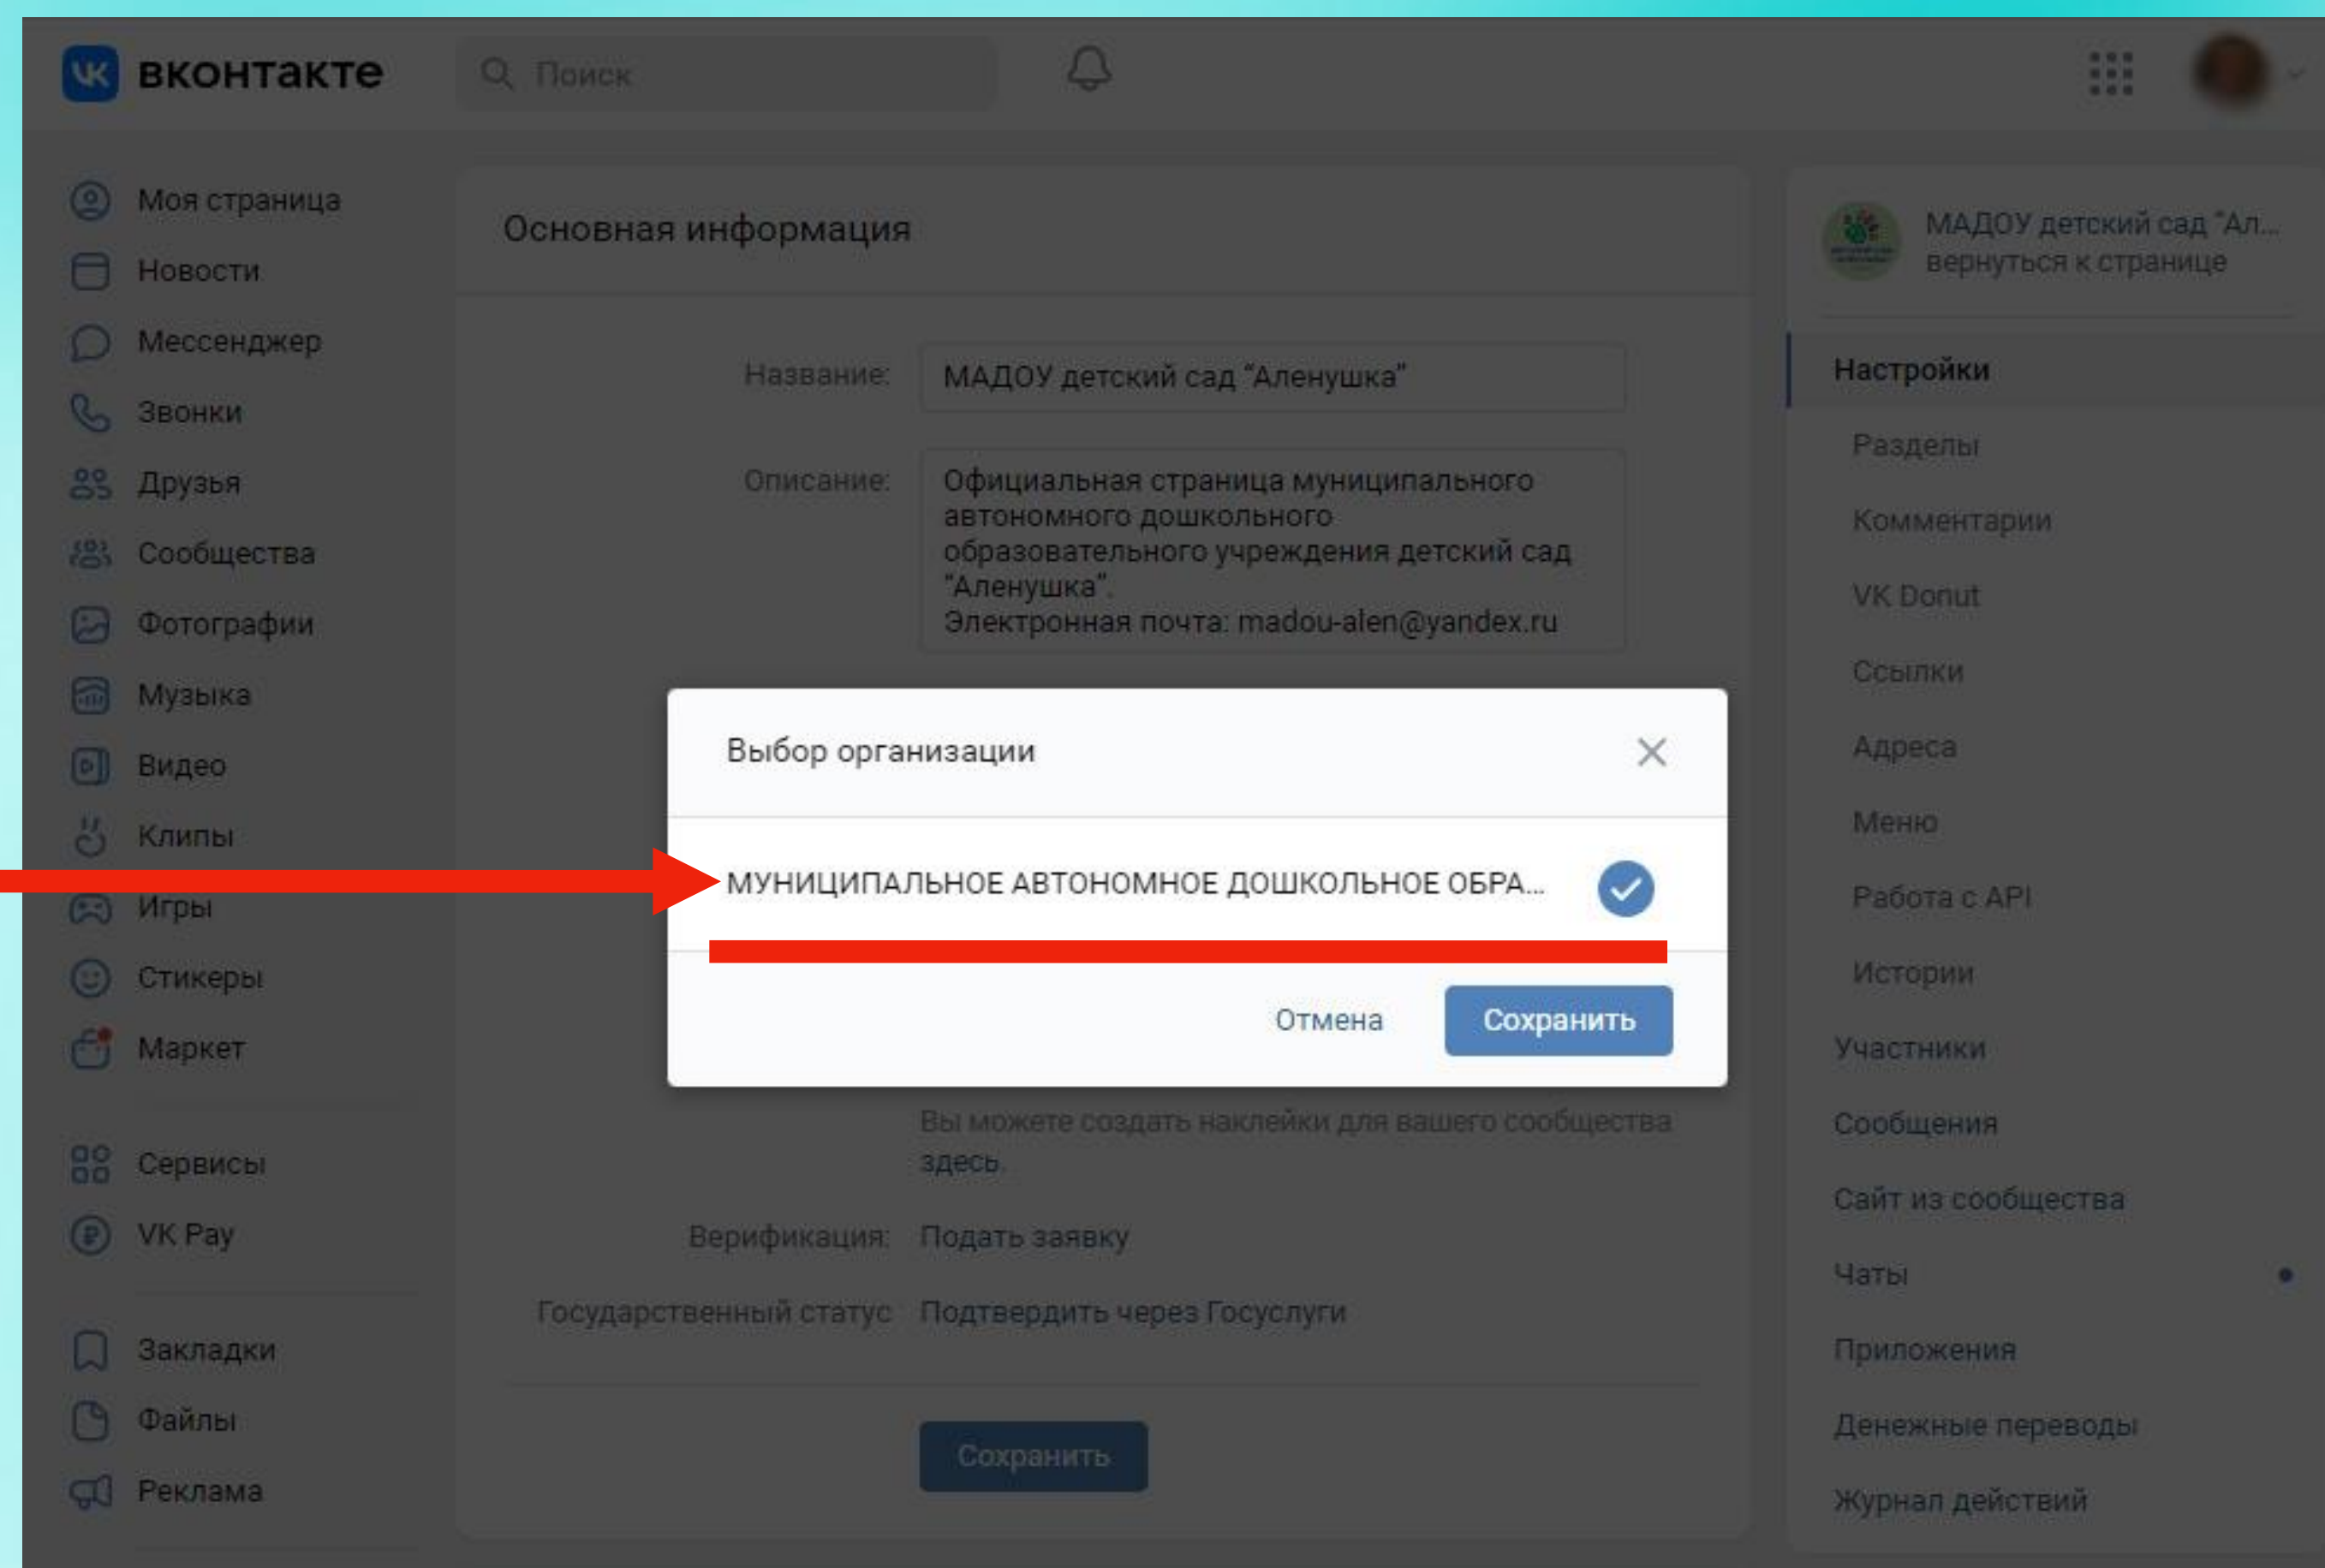 вконтакте
Поиск
Моя страница
Новости
Мессенджер
Звонки
Друзья
Сообщества
Фотографии
Музыка
Видео
Клипы
Игры
Стикеры
Маркет
Сервисы
VK Pay
Закладки
Файлы
Реклама
Основная информация
Название: МАДОУ детский сад "Аленушка"
Описание: Официальная страница муниципального
автономного дошкольного
образовательного учреждения детский сад
"Аленушка".
Электронная почта: madou-alen@yandex.ru
Выбор организации
МУНИЦИПАЛЬНОЕ АВТОНОМНОЕ ДОШКОЛЬНОЕ ОБРА...
Отмена Сохранить
Вы можете создать наклейки для вашего сообщества
здесь.
Верификация: Подать заявку
Государственный статус Подтвердить через Госуслуги
Сохранить
МАДОУ детский сад "Ал...
вернуться к странице
Настройки
Разделы
Комментарии
VK Donut
Ссылки
Адреса
Меню
Работа с API
Истории
Участники
Сообщения
Сайт из сообщества
Чаты
Приложения
Денежные переводы
Журнал действий